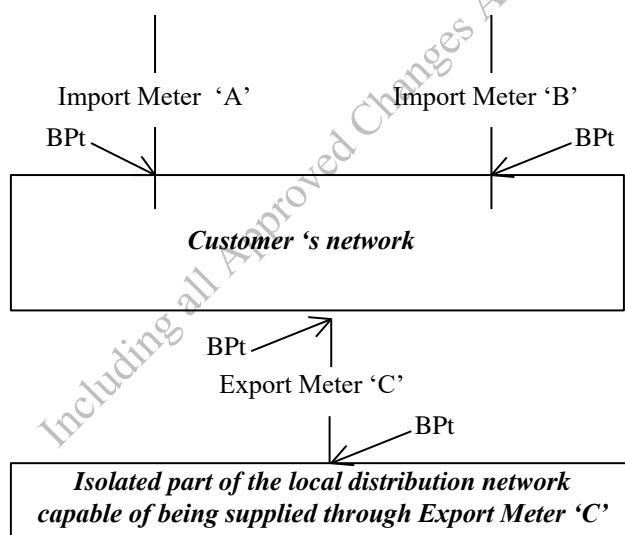 Import Meter ‘A’ Import Meter ‘B’
BPt BPt
Customer ‘s network
BPt
Export Meter ‘C’
BPt
Isolated part of the local distribution network
capable of being supplied through Export Meter ‘C’
Including all Approved Changes A